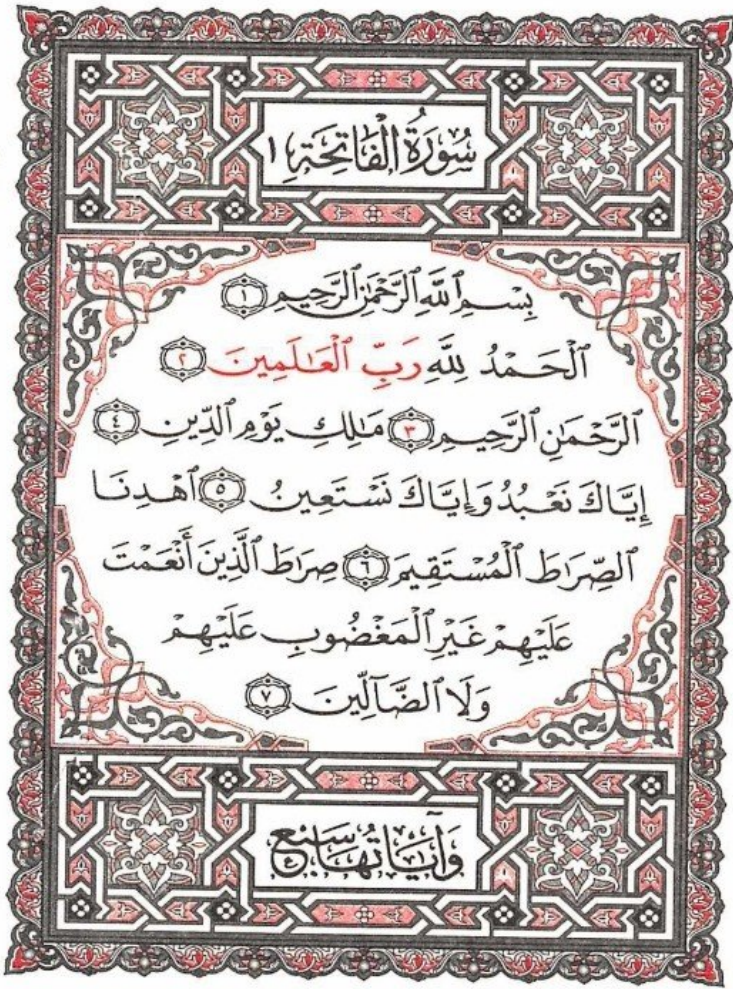 سُورَةُ الْفَاتِحَةِ ١
بِسْمِ ٱللَّهِ ٱلرَّحْمَٰنِ ٱلرَّحِيمِ ١
ٱلْحَمْدُ لِلَّهِ رَبِّ ٱلْعَٰلَمِينَ ٢
ٱلرَّحْمَٰنِ ٱلرَّحِيمِ ٣ مَٰلِكِ يَوْمِ ٱلدِّينِ ٤
إِيَّاكَ نَعْبُدُ وَإِيَّاكَ نَسْتَعِينُ ٥ ٱهْدِنَا
ٱلصِّرَٰطَ ٱلْمُسْتَقِيمَ ٦ صِرَٰطَ ٱلَّذِينَ أَنْعَمْتَ
عَلَيْهِمْ غَيْرِ ٱلْمَغْضُوبِ عَلَيْهِمْ
وَلَا ٱلضَّآلِّينَ ٧
وَآيَاتُهَا سَبْعٌ